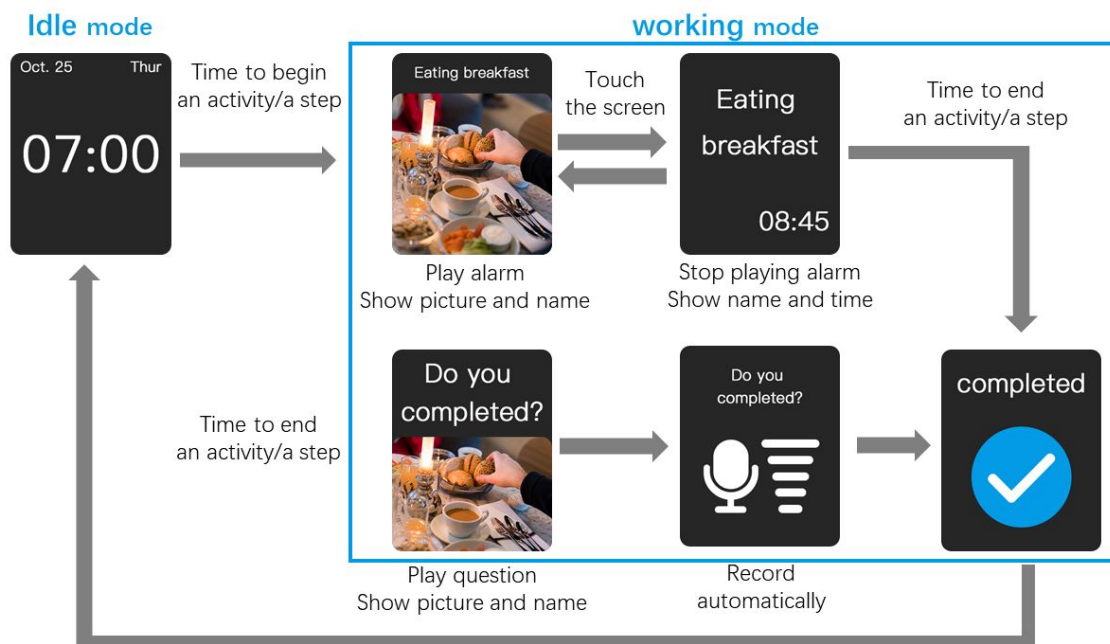 Idle mode
working mode
Oct. 25 Thur
07:00
Time to begin
an activity/a step
Eating breakfast
Touch
the screen
Eating
breakfast
08:45
Time to end
an activity/a step
Play alarm
Show picture and name
Stop playing alarm
Show name and time
Time to end
an activity/a step
Do you
completed?
Do you
completed?
completed
Play question
Show picture and name
Record
automatically